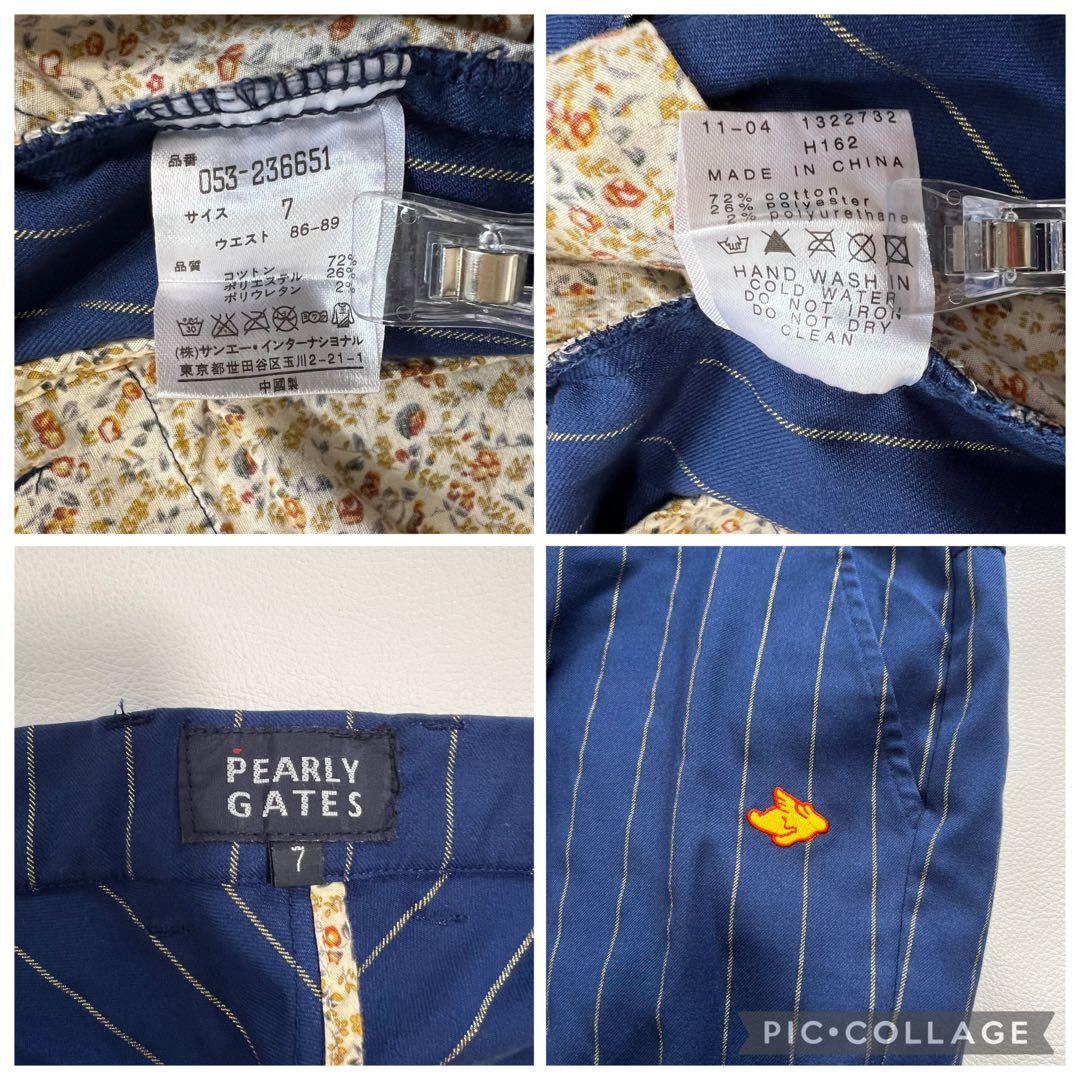 品番
053-236651
サイズ 7
ウエスト 86-89
品質
コットン 72%
ポリエステル 26%
ポリウレタン 2%
(株)サンエー・インターナショナル
東京都世田谷区玉川2-21-1
中國製
11-04 1322732
H162
MADE IN CHINA
72% cotton
26% polyester
2% polyurethane
HAND WASH IN
COLD WATER
DO NOT IRON
DO NOT DRY
CLEAN
PEARLY
GATES
7
PIC•COLLAGE